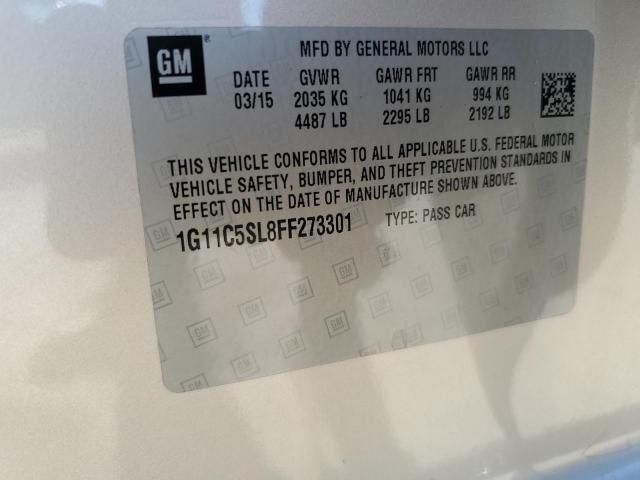 GM
MFD BY GENERAL MOTORS LLC
DATE GVWR GAWR FRT GAWR RR
03/15 2035 KG 1041 KG 994 KG
4487 LB 2295 LB 2192 LB
THIS VEHICLE CONFORMS TO ALL APPLICABLE U.S. FEDERAL MOTOR
VEHICLE SAFETY, BUMPER, AND THEFT PREVENTION STANDARDS IN
EFFECT ON THE DATE OF MANUFACTURE SHOWN ABOVE.
1G11C5SL8FF273301 TYPE: PASS CAR